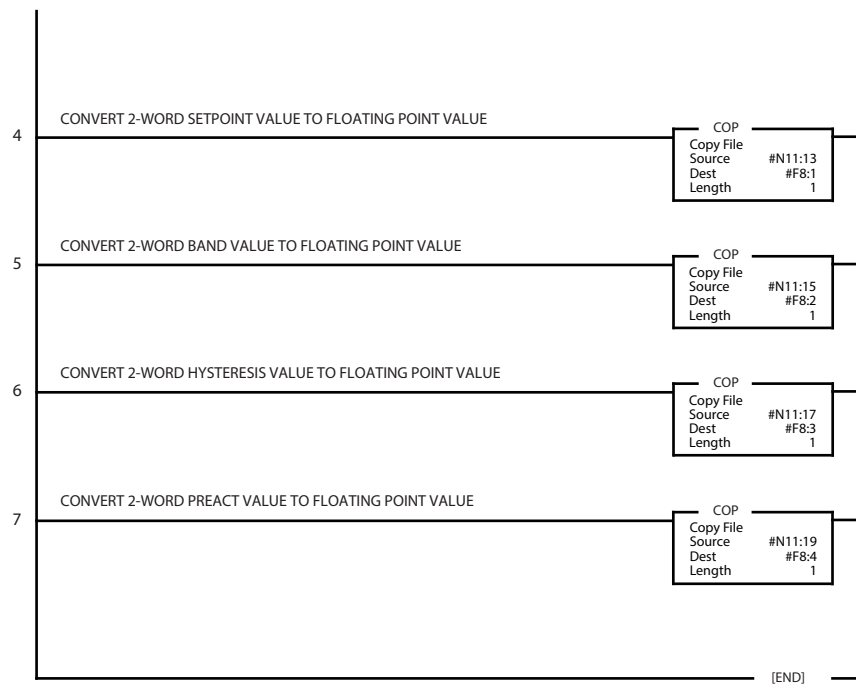 4
CONVERT 2-WORD SETPOINT VALUE TO FLOATING POINT VALUE
COP
Copy File
Source #N11:13
Dest #F8:1
Length 1
5
CONVERT 2-WORD BAND VALUE TO FLOATING POINT VALUE
COP
Copy File
Source #N11:15
Dest #F8:2
Length 1
6
CONVERT 2-WORD HYSTERESIS VALUE TO FLOATING POINT VALUE
COP
Copy File
Source #N11:17
Dest #F8:3
Length 1
7
CONVERT 2-WORD PREACT VALUE TO FLOATING POINT VALUE
COP
Copy File
Source #N11:19
Dest #F8:4
Length 1
[END]